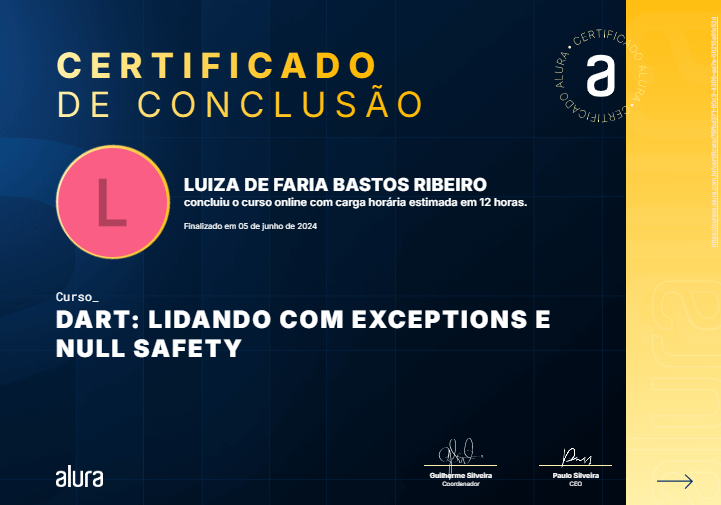 CERTIFICADO
DE CONCLUSÃO
CERTIFICADO ALURA • CERTIFICADO ALURA •
a
L
LUIZA DE FARIA BASTOS RIBEIRO
concluiu o curso online com carga horária estimada em 12 horas.
Finalizado em 05 de junho de 2024
Curso_
DART: LIDANDO COM EXCEPTIONS E
NULL SAFETY
alura
Guilherme Silveira
Coordenador
Paulo Silveira
CEO
alura